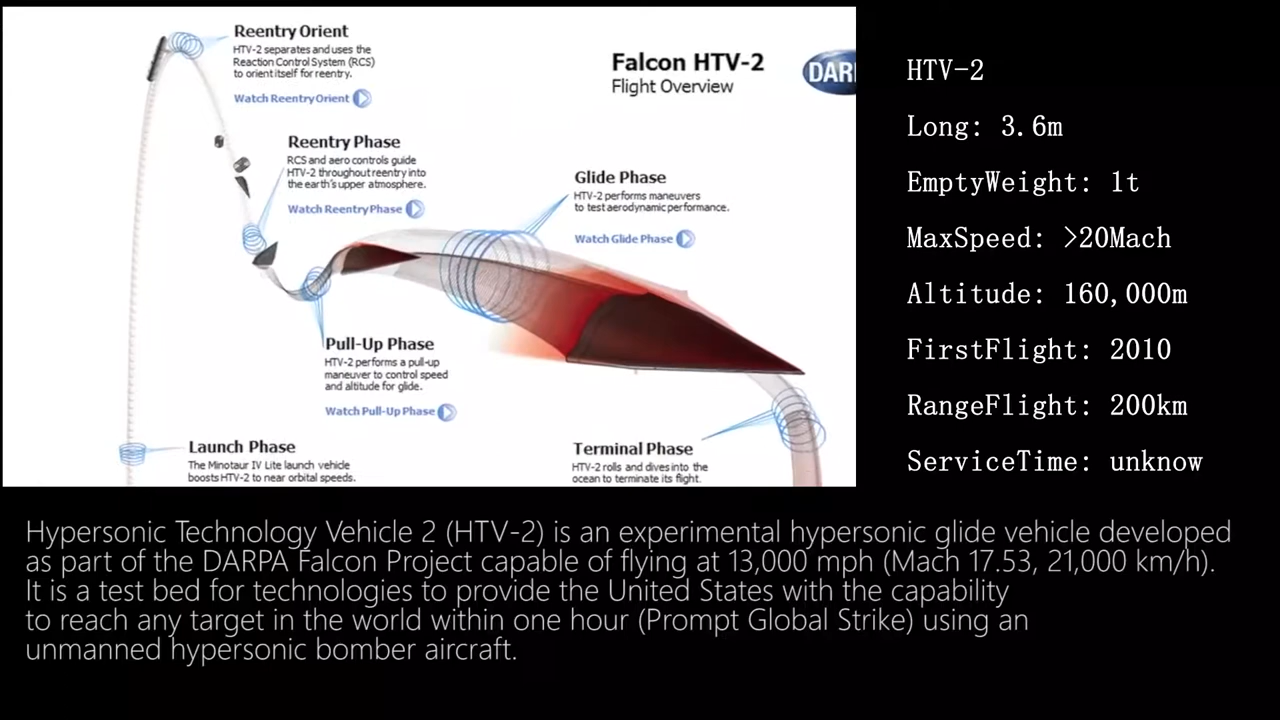 Reentry Orient
HTV-2 separates and uses the
Reaction Control System (RCS)
to orient itself for reentry.
Watch Reentry Orient
Falcon HTV-2
Flight Overview
Reentry Phase
RCS and aero controls guide
HTV-2 throughout reentry into
the earth's upper atmosphere.
Watch Reentry Phase
Glide Phase
HTV-2 performs maneuvers
to test aerodynamic performance.
Watch Glide Phase
Pull-Up Phase
HTV-2 performs a pull-up
maneuver to control speed
and altitude for glide.
Watch Pull-Up Phase
Launch Phase
The Minotaur IV Lite launch vehicle
boosts HTV-2 to near orbital speeds.
Terminal Phase
HTV-2 rolls and dives into the
ocean to terminate its flight.
HTV-2
Long: 3.6m
EmptyWeight: 1t
MaxSpeed: >20Mach
Altitude: 160,000m
FirstFlight: 2010
RangeFlight: 200km
ServiceTime: unknow
Hypersonic Technology Vehicle 2 (HTV-2) is an experimental hypersonic glide vehicle developed
as part of the DARPA Falcon Project capable of flying at 13,000 mph (Mach 17.53, 21,000 km/h).
It is a test bed for technologies to provide the United States with the capability
to reach any target in the world within one hour (Prompt Global Strike) using an
unmanned hypersonic bomber aircraft.